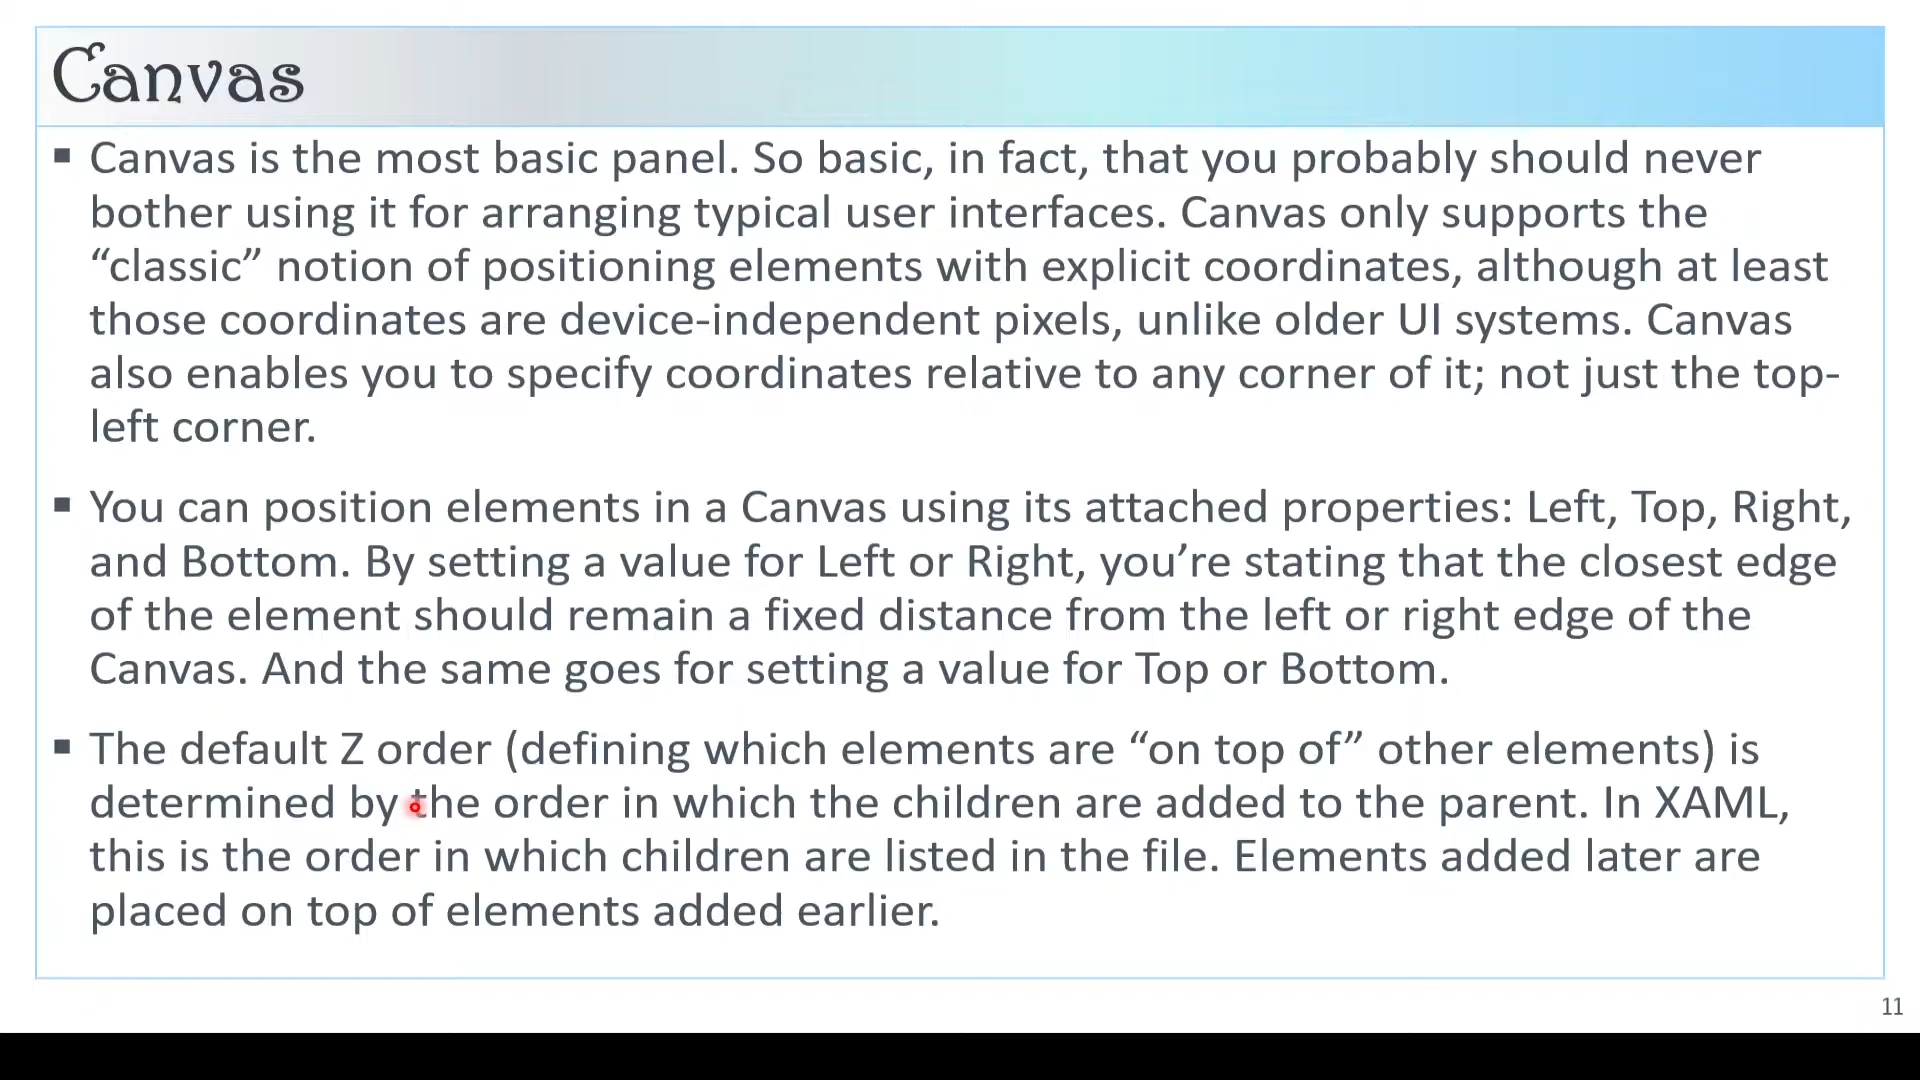 Canvas
▪ Canvas is the most basic panel. So basic, in fact, that you probably should never
bother using it for arranging typical user interfaces. Canvas only supports the
“classic” notion of positioning elements with explicit coordinates, although at least
those coordinates are device-independent pixels, unlike older UI systems. Canvas
also enables you to specify coordinates relative to any corner of it; not just the top-
left corner.
▪ You can position elements in a Canvas using its attached properties: Left, Top, Right,
and Bottom. By setting a value for Left or Right, you’re stating that the closest edge
of the element should remain a fixed distance from the left or right edge of the
Canvas. And the same goes for setting a value for Top or Bottom.
▪ The default Z order (defining which elements are “on top of” other elements) is
determined by the order in which the children are added to the parent. In XAML,
this is the order in which children are listed in the file. Elements added later are
placed on top of elements added earlier.
11